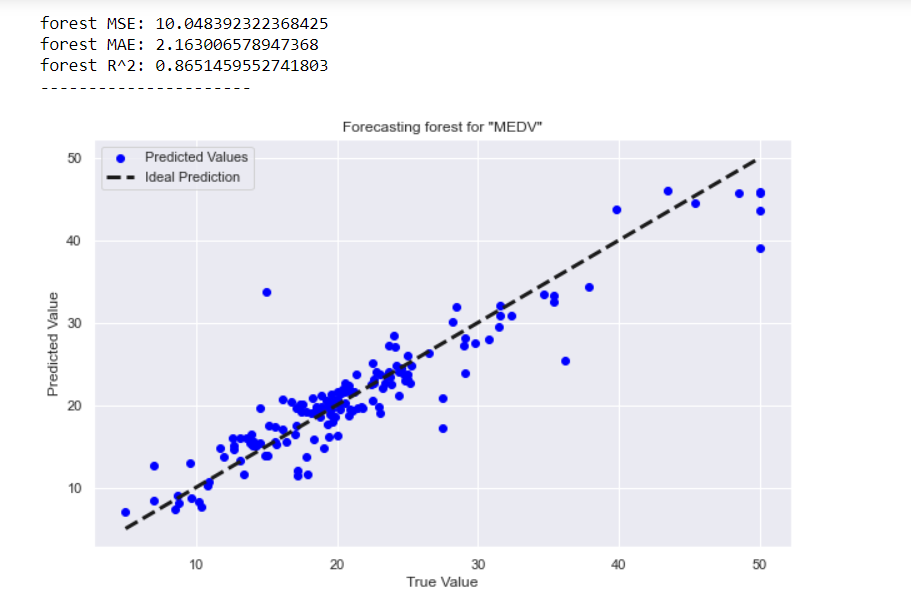 forest MSE: 10.048392322368425
forest MAE: 2.163006578947368
forest R^2: 0.8651459552741803
----------------------
Forecasting forest for "MEDV"
Predicted Values
Ideal Prediction
50
40
30
20
10
Predicted Value
10 20 30 40 50
True Value